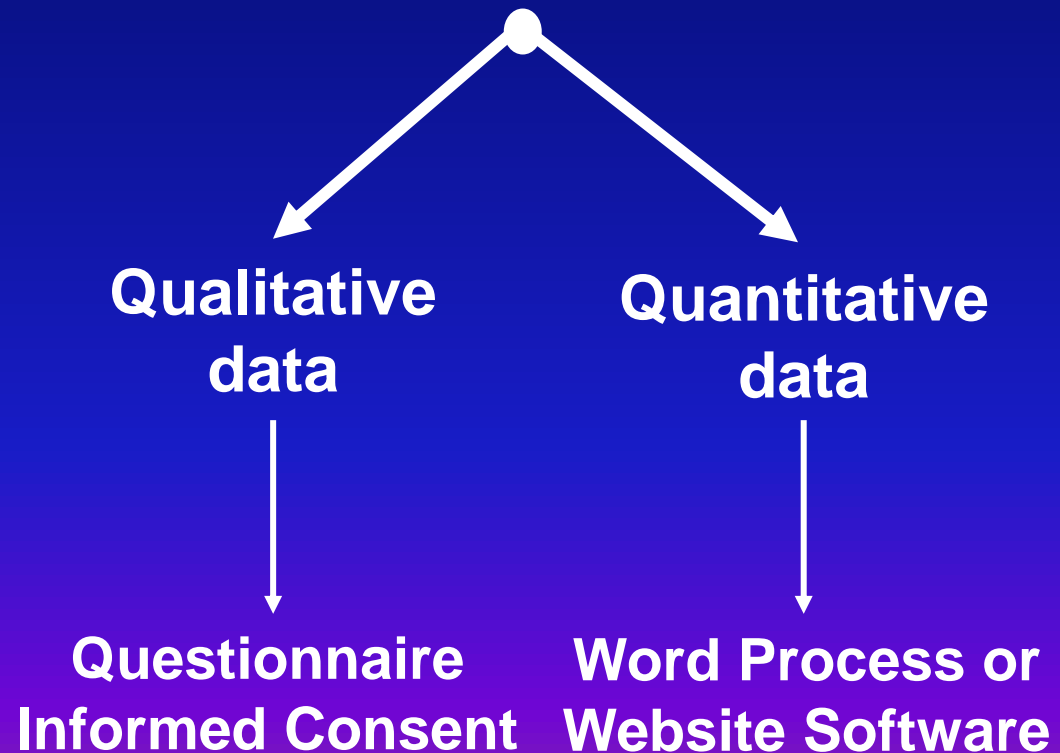 Qualitative
data
Quantitative
data
Questionnaire
Informed Consent
Word Process or
Website Software